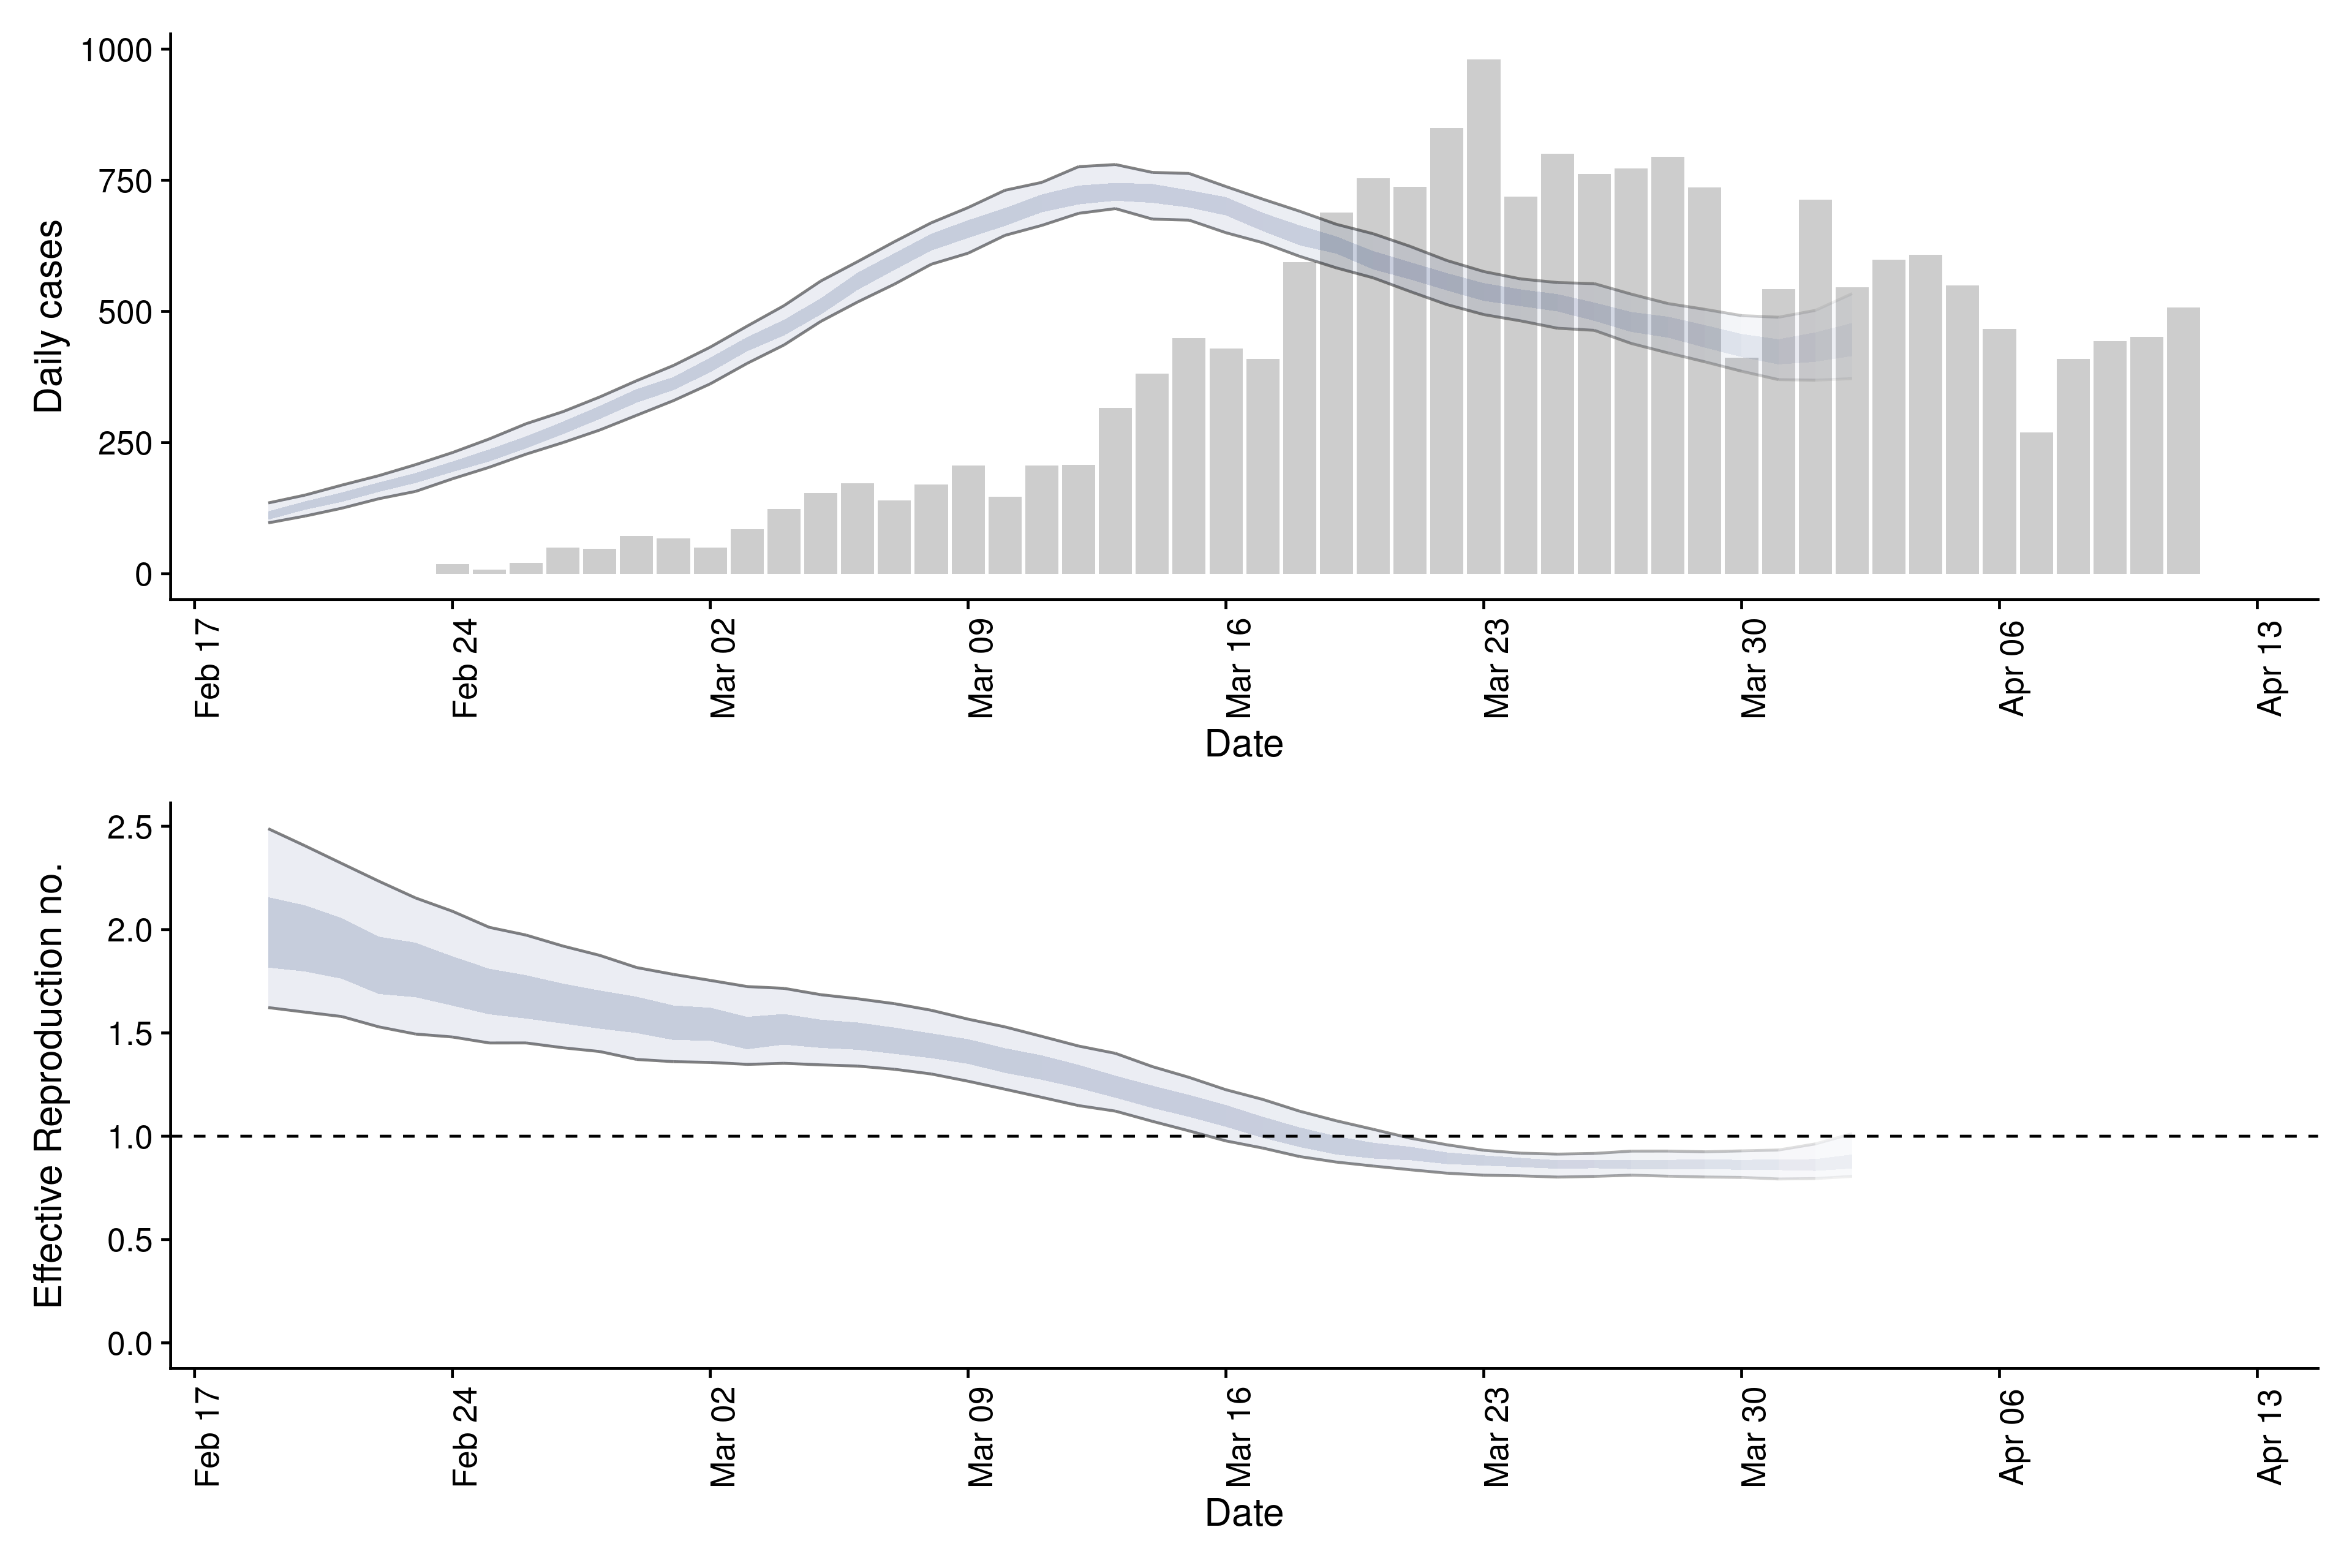 Daily cases
1000
750
500
250
0
Feb 17
Feb 24
Mar 02
Mar 09
Mar 16
Mar 23
Mar 30
Apr 06
Apr 13
Date
Effective Reproduction no.
2.5
2.0
1.5
1.0
0.5
0.0
Feb 17
Feb 24
Mar 02
Mar 09
Mar 16
Mar 23
Mar 30
Apr 06
Apr 13
Date